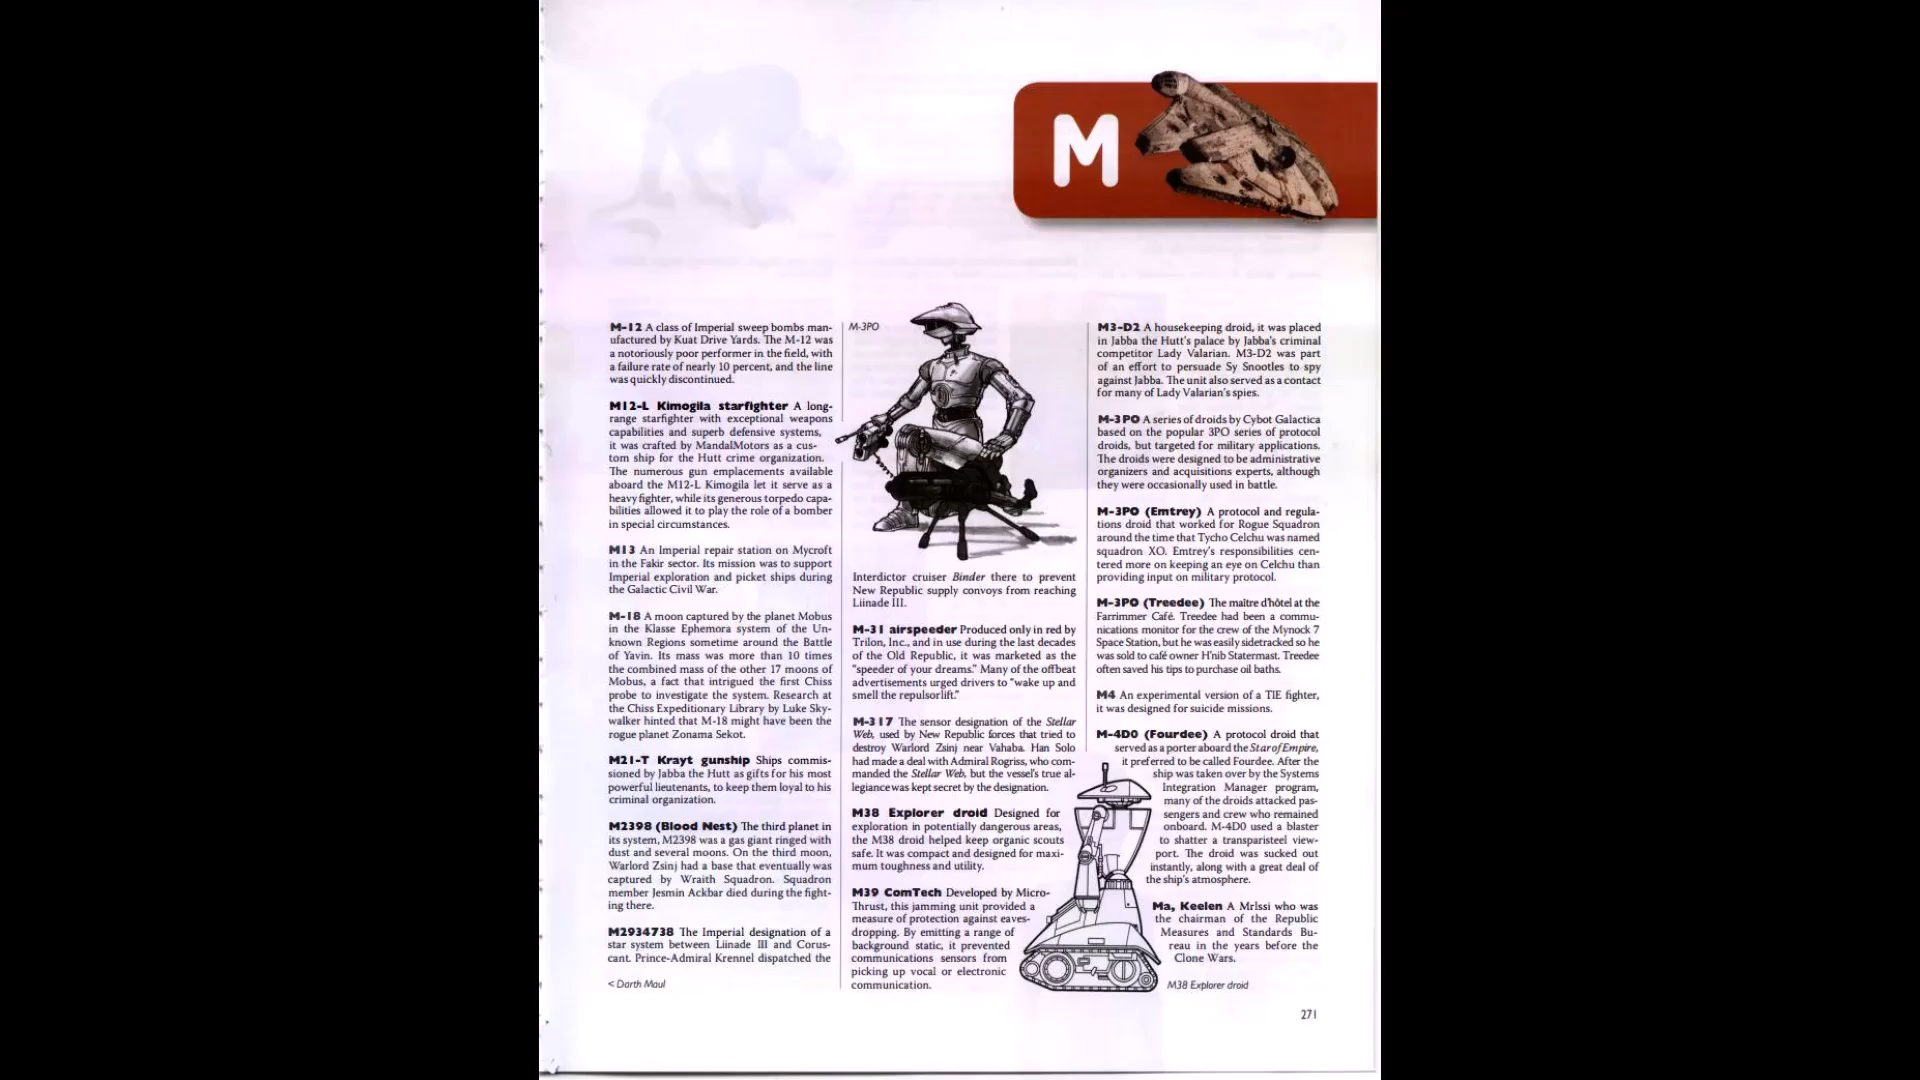 M
M-12 A class of Imperial sweep bombs man-
ufactured by Kuat Drive Yards. The M-12 was
a notoriously poor performer in the field, with
a failure rate of nearly 10 percent, and the line
was quickly discontinued.
M12-L Kimogila starfighter A long-
range starfighter with exceptional weapons
capabilities and superb defensive systems,
it was crafted by MandalMotors as a cus-
tom ship for the Hutt crime organization.
The numerous gun emplacements available
aboard the M12-L Kimogila let it serve as a
heavy fighter, while its generous torpedo capa-
bilities allowed it to play the role of a bomber
in special circumstances.
M13 An Imperial repair station on Mycroft
in the Fakir sector. Its mission was to support
Imperial exploration and picket ships during
the Galactic Civil War.
M-18 A moon captured by the planet Mobus
in the Klasse Ephemora system of the Un-
known Regions sometime around the Battle
of Yavin. Its mass was more than 10 times
the combined mass of the other 17 moons of
Mobus, a fact that intrigued the first Chiss
probe to investigate the system. Research at
the Chiss Expeditionary Library by Luke Sky-
walker hinted that M-18 might have been the
rogue planet Zonama Sekot.
M21-T Krayt gunship Ships commis-
sioned by Jabba the Hutt as gifts for his most
powerful lieutenants, to keep them loyal to his
criminal organization.
M2398 (Blood Nest) The third planet in
its system, M2398 was a gas giant ringed with
dust and several moons. On the third moon,
Warlord Zsinj had a base that eventually was
captured by Wraith Squadron. Squadron
member Jesmin Ackbar died during the fight-
ing there.
M2934738 The Imperial designation of a
star system between Liinade III and Corus-
cant. Prince-Admiral Krennel dispatched the
< Darth Maul
M-3PO
Interdictor cruiser Binder there to prevent
New Republic supply convoys from reaching
Liinade III.
M-31 airspeeder Produced only in red by
Trilon, Inc., and in use during the last decades
of the Old Republic, it was marketed as the
"speeder of your dreams." Many of the offbeat
advertisements urged drivers to "wake up and
smell the repulsorlift."
M-317 The sensor designation of the Stellar
Web, used by New Republic forces that tried to
destroy Warlord Zsinj near Vahaba. Han Solo
had made a deal with Admiral Rogriss, who com-
manded the Stellar Web, but the vessel's true al-
legiance was kept secret by the designation.
M38 Explorer droid Designed for
exploration in potentially dangerous areas,
the M38 droid helped keep organic scouts
safe. It was compact and designed for maxi-
mum toughness and utility.
M39 ComTech Developed by Micro-
Thrust, this jamming unit provided a
measure of protection against eaves-
dropping. By emitting a range of
background static, it prevented
communications sensors from
picking up vocal or electronic
communication.
M3-D2 A housekeeping droid, it was placed
in Jabba the Hutt's palace by Jabba's criminal
competitor Lady Valarian. M3-D2 was part
of an effort to persuade Sy Snootles to spy
against Jabba. The unit also served as a contact
for many of Lady Valarian's spies.
M-3PO A series of droids by Cybot Galactica
based on the popular 3PO series of protocol
droids, but targeted for military applications.
The droids were designed to be administrative
organizers and acquisitions experts, although
they were occasionally used in battle.
M-3PO (Emtrey) A protocol and regula-
tions droid that worked for Rogue Squadron
around the time that Tycho Celchu was named
squadron XO. Emtrey's responsibilities cen-
tered more on keeping an eye on Celchu than
providing input on military protocol.
M-3PO (Treedee) The maître d'hôtel at the
Farrimmer Café. Treedee had been a commu-
nications monitor for the crew of the Mynock 7
Space Station, but he was easily sidetracked so he
was sold to café owner H'nib Statermast. Treedee
often saved his tips to purchase oil baths.
M4 An experimental version of a TIE fighter,
it was designed for suicide missions.
M-4D0 (Fourdee) A protocol droid that
served as a porter aboard the Star of Empire,
it preferred to be called Fourdee. After the
ship was taken over by the Systems
Integration Manager program,
many of the droids attacked pas-
sengers and crew who remained
onboard. M-4D0 used a blaster
to shatter a transparisteel view-
port. The droid was sucked out
instantly, along with a great deal of
the ship's atmosphere.
Ma, Keelen A Mrlssi who was
the chairman of the Republic
Measures and Standards Bu-
reau in the years before the
Clone Wars.
M38 Explorer droid
271